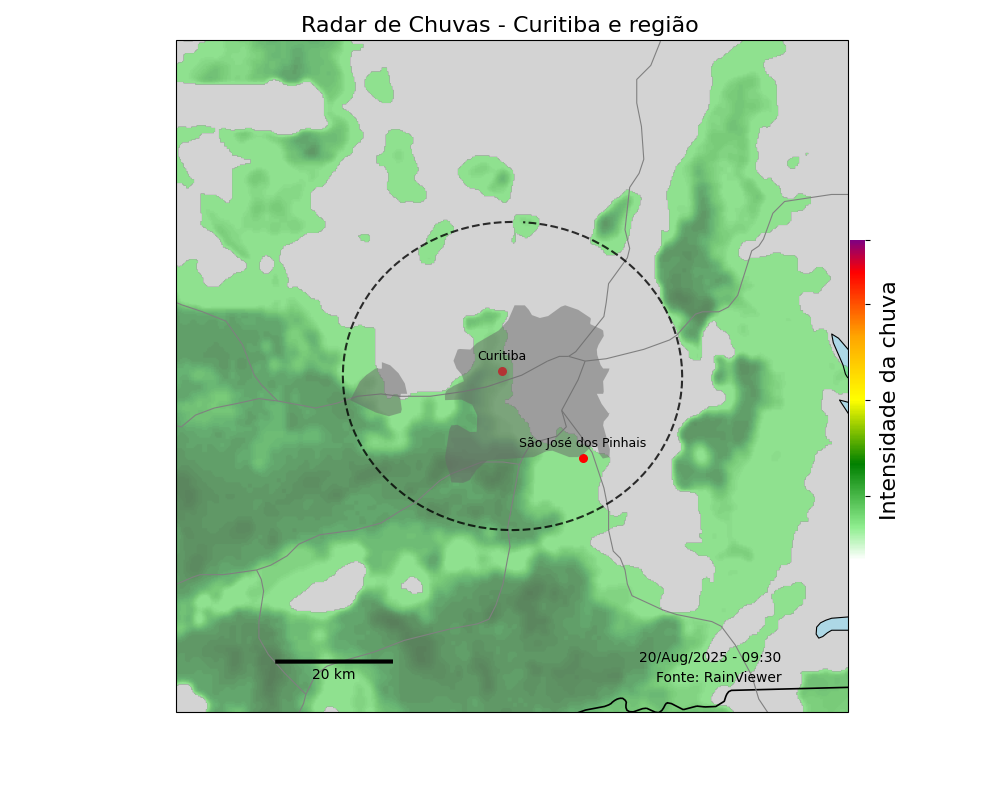 Radar de Chuvas - Curitiba e região
Curitiba
São José dos Pinhais
Intensidade da chuva
20/Aug/2025 - 09:30
Fonte: RainViewer
20 km